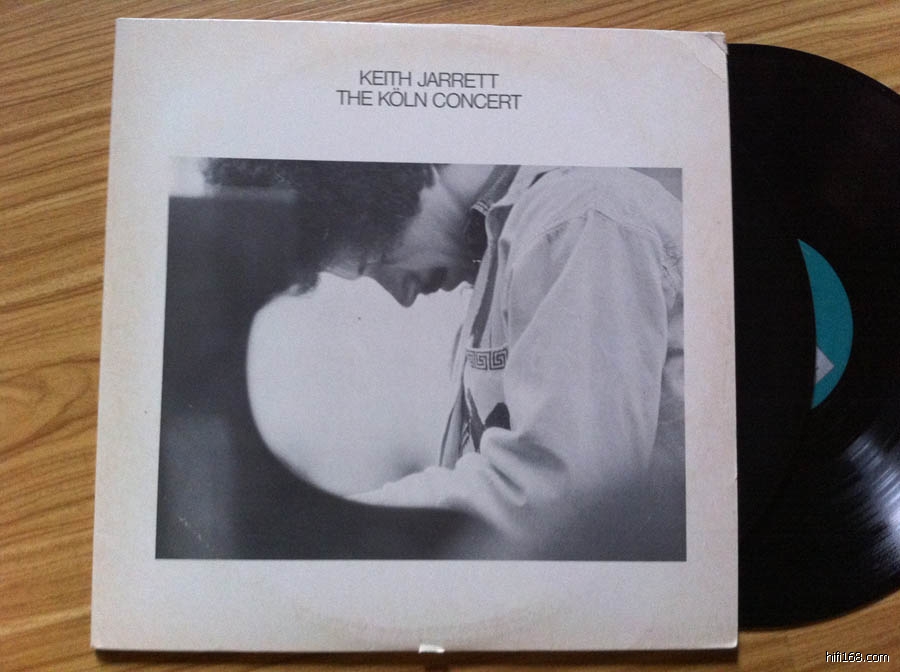 KEITH JARRETT
THE KÖLN CONCERT
hifi168.com